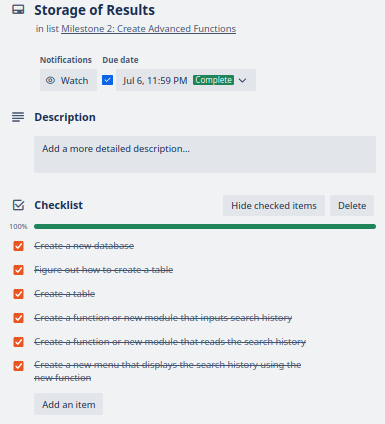 Storage of Results
in list Milestone 2: Create Advanced Functions
Notifications Due date
Watch Jul 6, 11:59 PM Complete
Description
Add a more detailed description...
Checklist Hide checked items Delete
100%
Create a new database
Figure out how to create a table
Create a table
Create a function or new module that inputs search history
Create a function or new module that reads the search history
Create a new menu that displays the search history using the
new function
Add an item